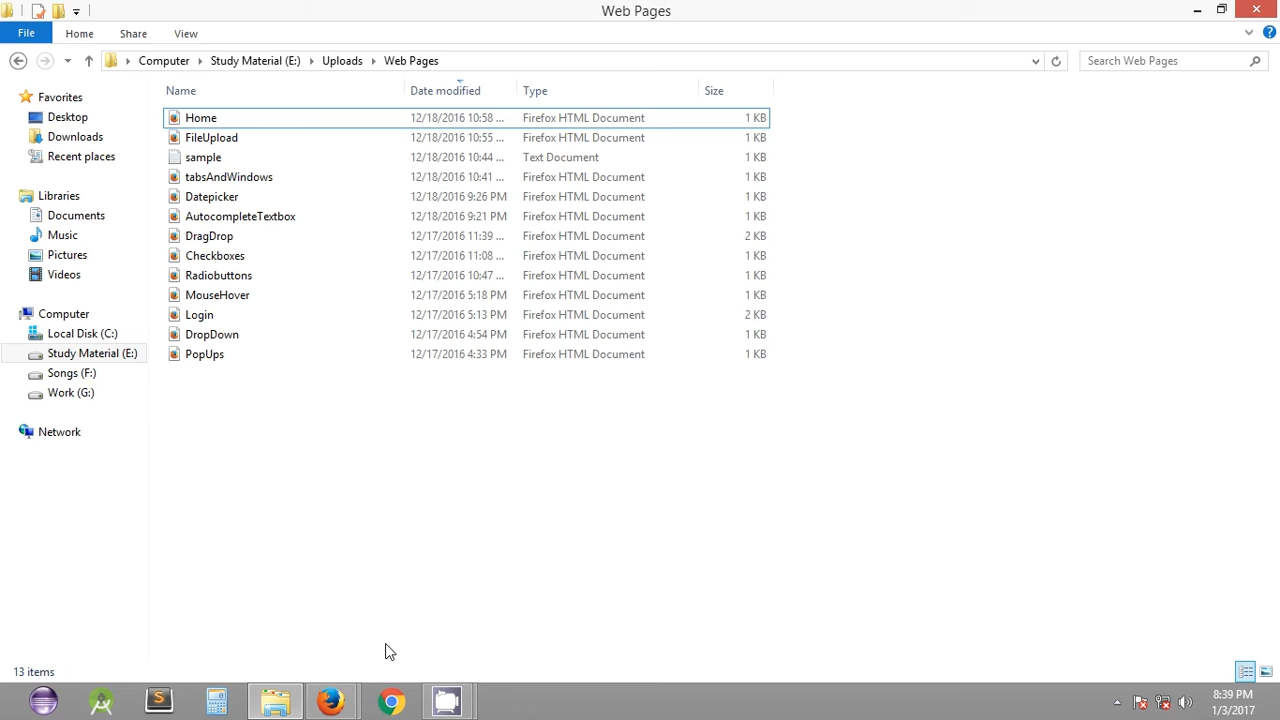 Web Pages
File Home Share View
Computer Study Material (E:) Uploads Web Pages Search Web Pages
Name Date modified Type Size
Favorites
Desktop
Downloads
Recent places
Libraries
Documents
Music
Pictures
Videos
Computer
Local Disk (C:)
Study Material (E:)
Songs (F:)
Work (G:)
Network
Home 12/18/2016 10:58 ... Firefox HTML Document 1 KB
FileUpload 12/18/2016 10:55 ... Firefox HTML Document 1 KB
sample 12/18/2016 10:44 ... Text Document 1 KB
tabsAndWindows 12/18/2016 10:41 ... Firefox HTML Document 1 KB
Datepicker 12/18/2016 9:26 PM Firefox HTML Document 1 KB
AutocompleteTextbox 12/18/2016 9:21 PM Firefox HTML Document 1 KB
DragDrop 12/17/2016 11:39 ... Firefox HTML Document 2 KB
Checkboxes 12/17/2016 11:08 ... Firefox HTML Document 1 KB
Radiobuttons 12/17/2016 10:47 ... Firefox HTML Document 1 KB
MouseHover 12/17/2016 5:18 PM Firefox HTML Document 1 KB
Login 12/17/2016 5:13 PM Firefox HTML Document 2 KB
DropDown 12/17/2016 4:54 PM Firefox HTML Document 1 KB
PopUps 12/17/2016 4:33 PM Firefox HTML Document 1 KB
13 items
8:39 PM
1/3/2017